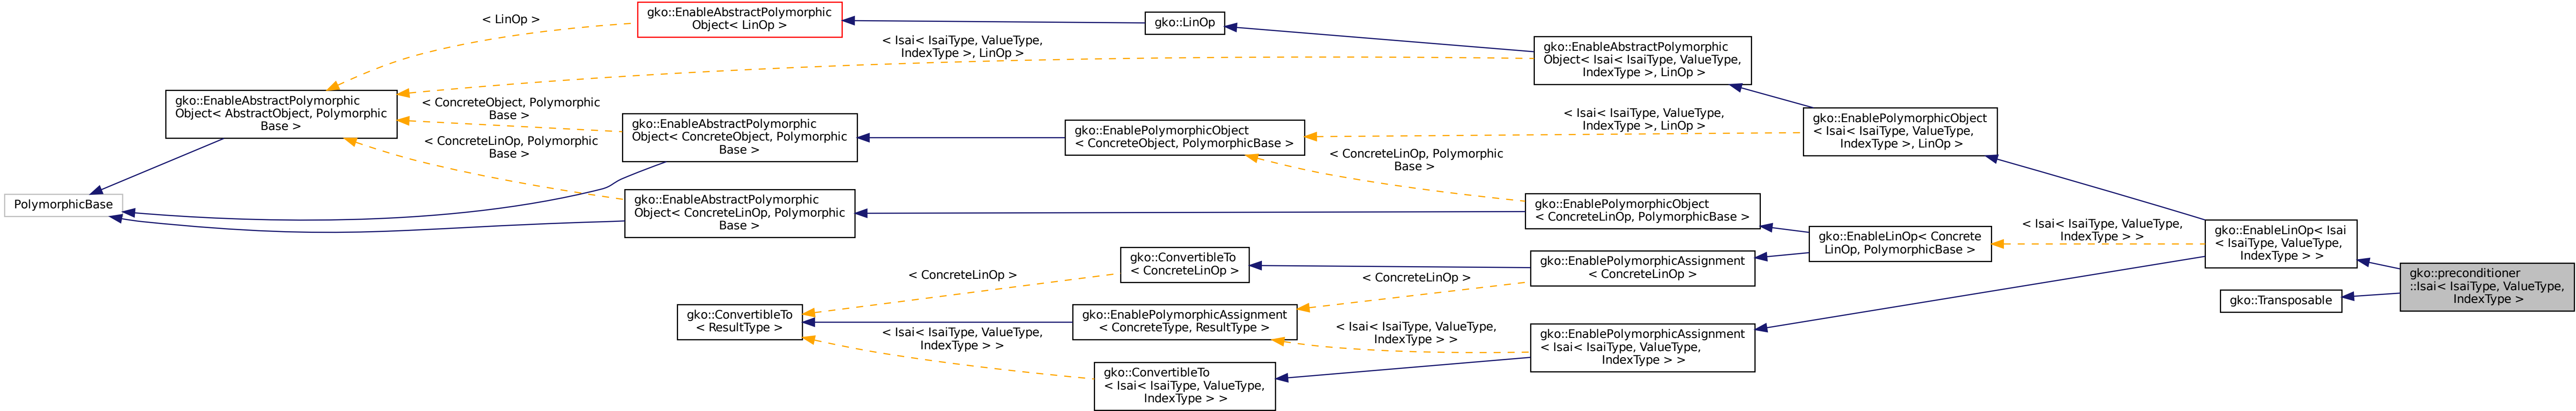 PolymorphicBase
gko::EnableAbstractPolymorphic
Object< AbstractObject, Polymorphic
Base >
< LinOp >
< Isai< IsaiType, ValueType,
IndexType >, LinOp >
< ConcreteObject, Polymorphic
Base >
< ConcreteLinOp, Polymorphic
Base >
gko::EnableAbstractPolymorphic
Object< LinOp >
gko::EnableAbstractPolymorphic
Object< ConcreteObject, Polymorphic
Base >
gko::EnableAbstractPolymorphic
Object< ConcreteLinOp, Polymorphic
Base >
gko::ConvertibleTo
< ResultType >
< ConcreteLinOp >
< Isai< IsaiType, ValueType,
IndexType > >
gko::LinOp
gko::EnablePolymorphicObject
< ConcreteObject, PolymorphicBase >
gko::ConvertibleTo
< ConcreteLinOp >
gko::EnablePolymorphicAssignment
< ConcreteType, ResultType >
gko::ConvertibleTo
< Isai< IsaiType, ValueType,
IndexType > >
< Isai< IsaiType, ValueType,
IndexType >, LinOp >
< ConcreteLinOp, Polymorphic
Base >
< ConcreteLinOp >
< Isai< IsaiType, ValueType,
IndexType > >
gko::EnableAbstractPolymorphic
Object< Isai< IsaiType, ValueType,
IndexType >, LinOp >
gko::EnablePolymorphicObject
< ConcreteLinOp, PolymorphicBase >
gko::EnablePolymorphicAssignment
< ConcreteLinOp >
gko::EnablePolymorphicAssignment
< Isai< IsaiType, ValueType,
IndexType > >
gko::EnablePolymorphicObject
< Isai< IsaiType, ValueType,
IndexType >, LinOp >
gko::EnableLinOp< Concrete
LinOp, PolymorphicBase >
< Isai< IsaiType, ValueType,
IndexType > >
gko::EnableLinOp< Isai
< IsaiType, ValueType,
IndexType > >
gko::Transposable
gko::preconditioner
::Isai< IsaiType, ValueType,
IndexType >